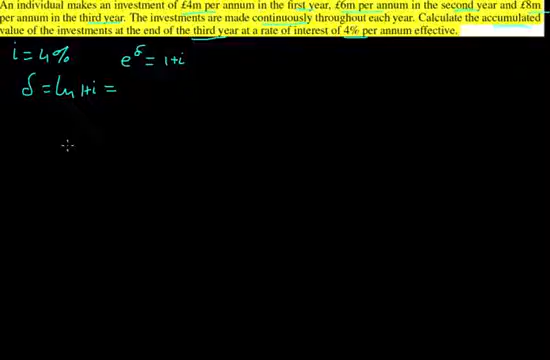 An individual makes an investment of £4m per annum in the first year, £6m per annum in the second year and £8m
per annum in the third year. The investments are made continuously throughout each year. Calculate the accumulated
value of the investments at the end of the third year at a rate of interest of 4% per annum effective.
i = 4% e^δ = 1+i
δ = ln 1+i =